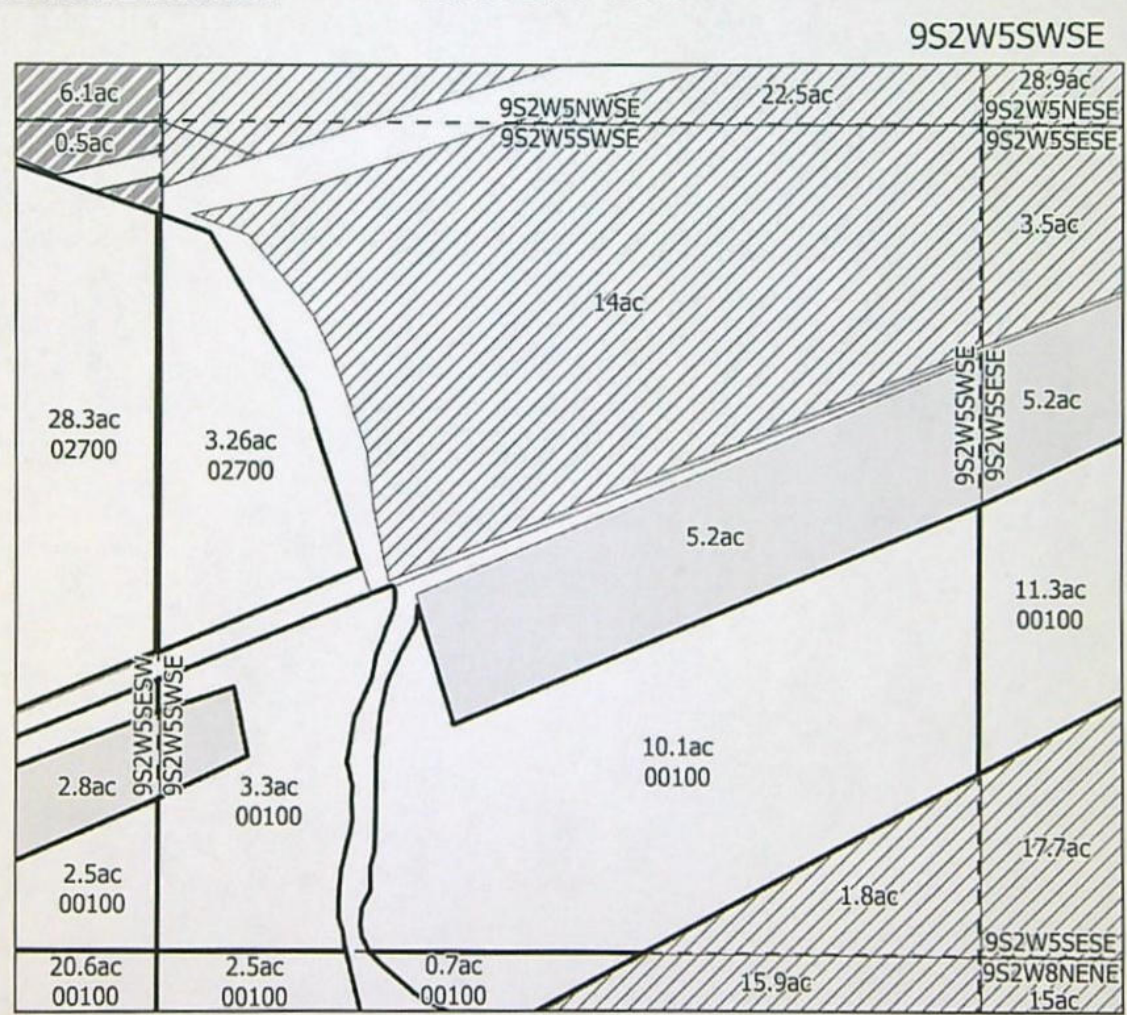 9S2W5SWSE
6.1ac
22.5ac
28.9ac
9S2W5NWSE
9S2W5NESE
0.5ac
9S2W5SWSE
9S2W5SESE
3.5ac
14ac
9S2W5SWSE
9S2W5SESE
5.2ac
28.3ac
02700
3.26ac
02700
5.2ac
11.3ac
00100
9S2W5SESW
9S2W5SWSE
2.8ac
3.3ac
00100
10.1ac
00100
2.5ac
00100
17.7ac
1.8ac
9S2W5SESE
20.6ac
00100
2.5ac
00100
0.7ac
00100
15.9ac
9S2W8NENE
15ac